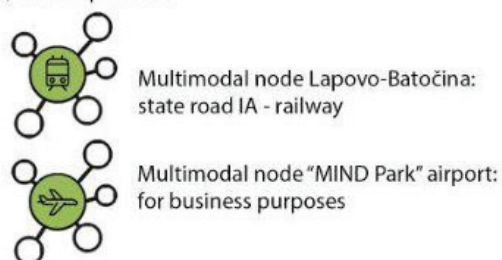 Multimodal node Lapovo-Batočina:
state road IA - railway
Multimodal node “MIND Park” airport:
for business purposes